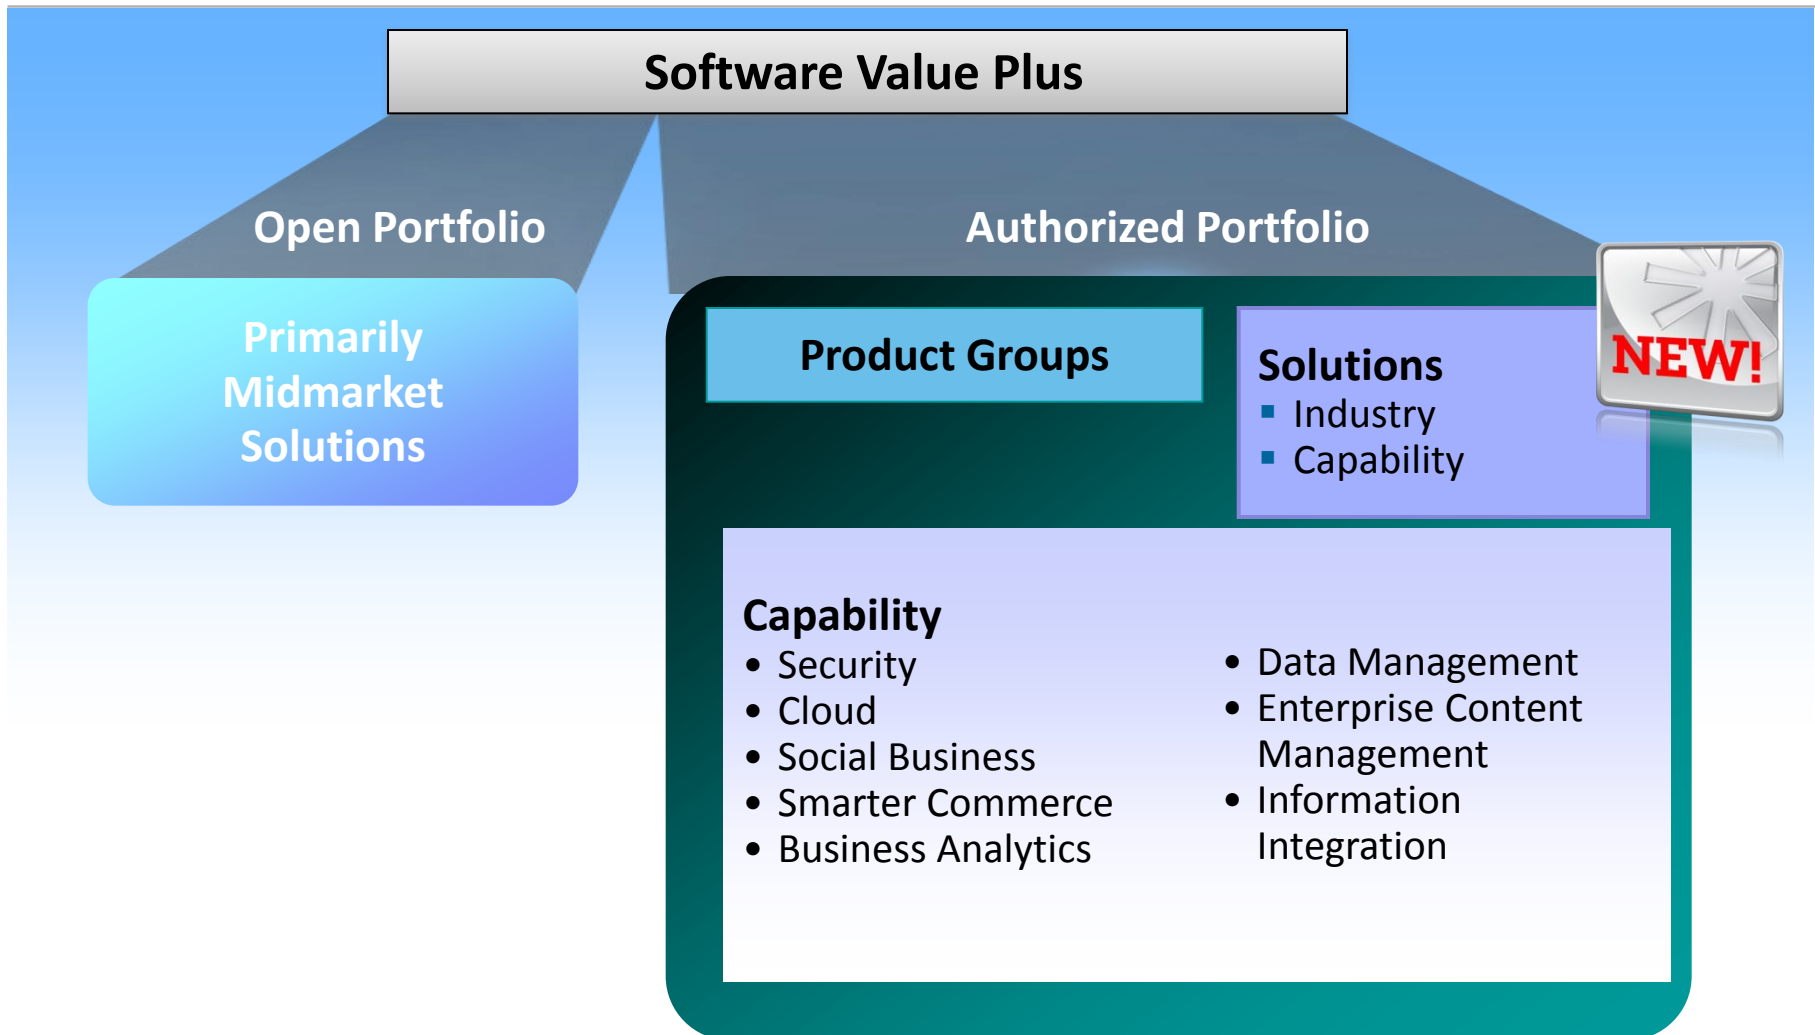 Software Value Plus
Open Portfolio
Authorized Portfolio
Primarily
Midmarket
Solutions
Product Groups
Solutions
▪ Industry
▪ Capability
NEW!
Capability
• Security
• Cloud
• Social Business
• Smarter Commerce
• Business Analytics
• Data Management
• Enterprise Content
Management
• Information
Integration